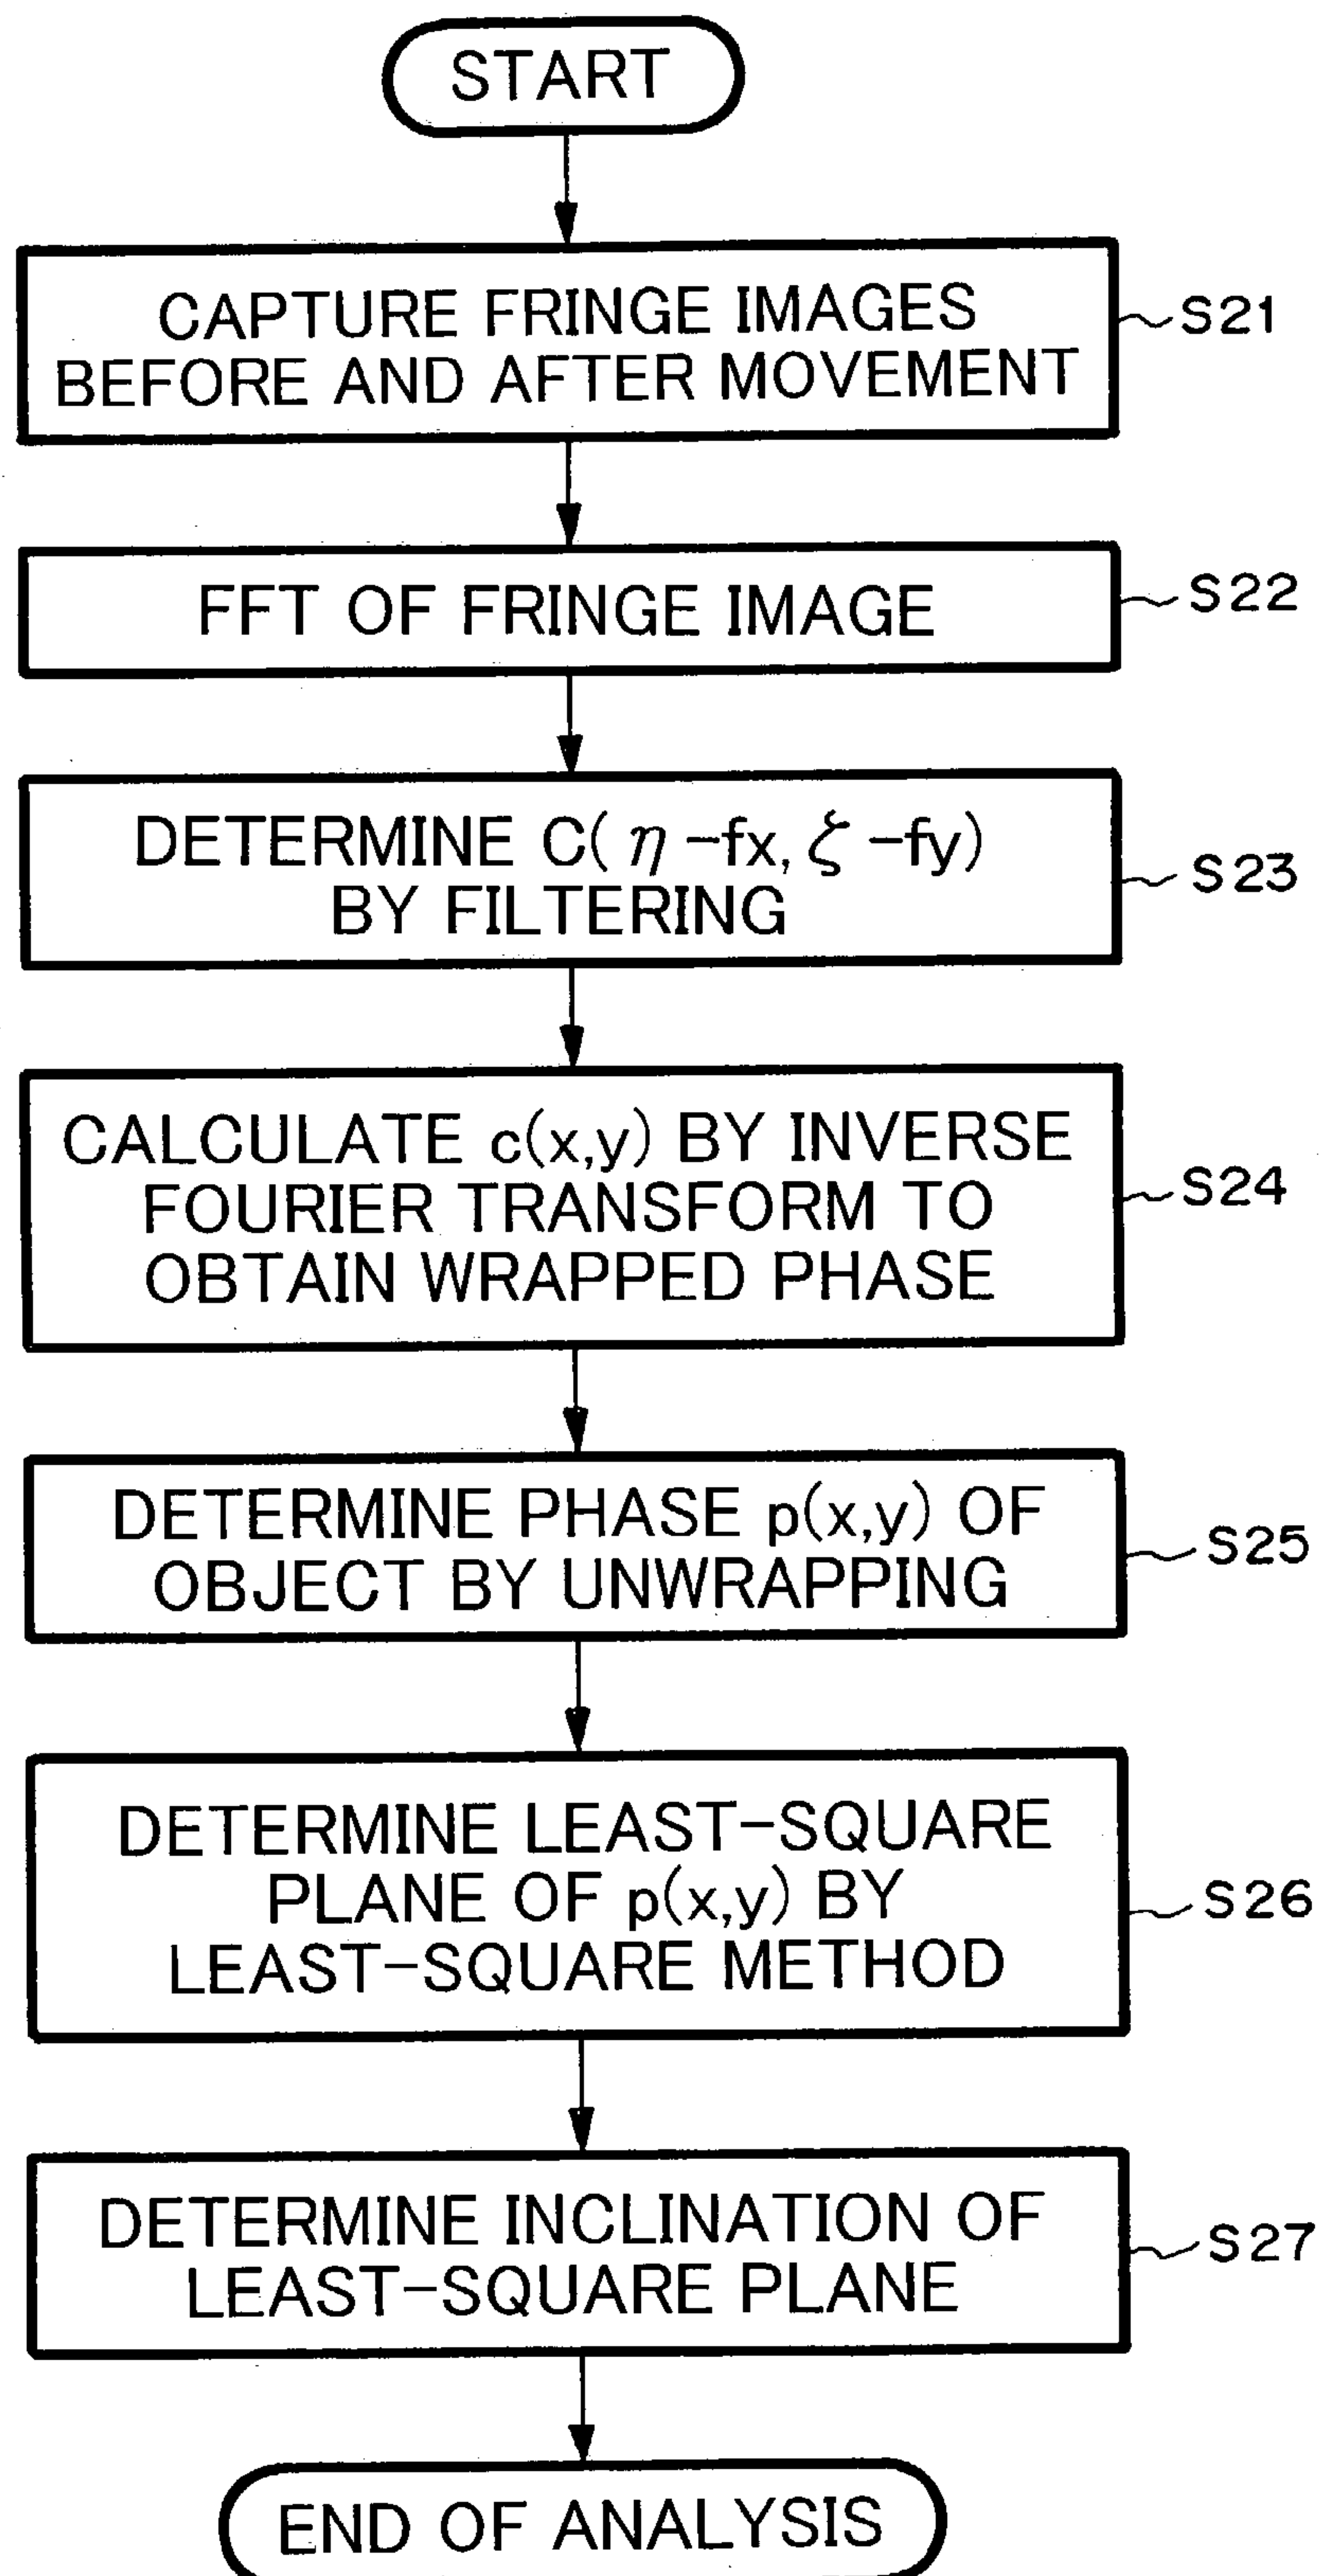 START
CAPTURE FRINGE IMAGES
BEFORE AND AFTER MOVEMENT
S21
FFT OF FRINGE IMAGE
S22
DETERMINE C( η -fx, ζ -fy)
BY FILTERING
S23
CALCULATE c(x,y) BY INVERSE
FOURIER TRANSFORM TO
OBTAIN WRAPPED PHASE
S24
DETERMINE PHASE p(x,y) OF
OBJECT BY UNWRAPPING
S25
DETERMINE LEAST-SQUARE
PLANE OF p(x,y) BY
LEAST-SQUARE METHOD
S26
DETERMINE INCLINATION OF
LEAST-SQUARE PLANE
S27
END OF ANALYSIS